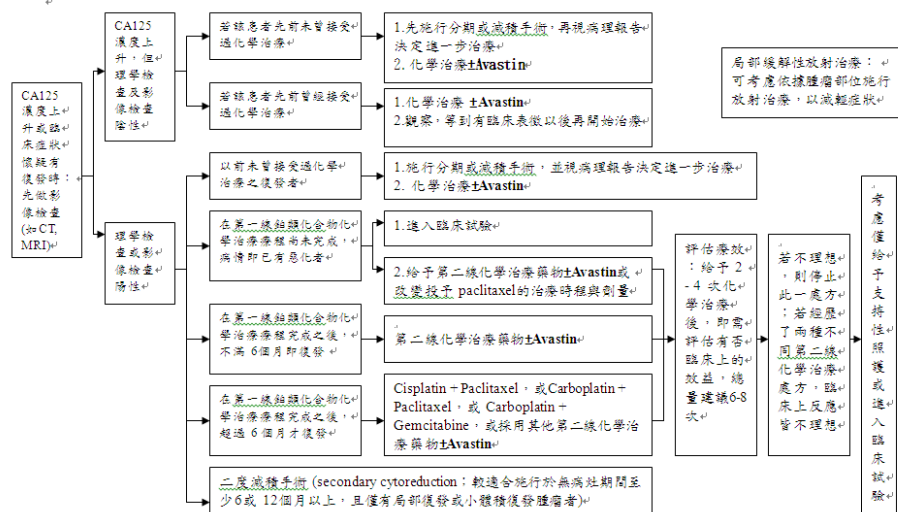 CA125
濃度上
升或臨
床症狀
懷疑有
復發時：
先做影
像檢查
(如CT,
MRI)
CA125
濃度上
升，但
理學檢
查及影
像檢查
陰性
若該患者先前未曾接受
過化學治療
1.先施行分期或減積手術，再視病理報告
決定進一步治療
2. 化學治療±Avastin
若該患者先前曾經接受
過化學治療
1.化學治療 ±Avastin
2.觀察，等到有臨床表徵以後再開始治療
局部緩解性放射治療：
可考慮依據腫瘤部位施行
放射治療，以減輕症狀
理學檢
查或影
像檢查
陽性
以前未曾接受過化學
治療之復發者
1.施行分期或減積手術，並視病理報告決定進一步治療
2. 化學治療±Avastin
在第一線鉑類化合物化
學治療療程尚未完成，
病情即已有惡化者
1.進入臨床試驗
2.給予第二線化學治療藥物±Avastin或
改變投予 paclitaxel的治療時程與劑量
在第一線鉑類化合物化
學治療療程完成之後，
不滿 6個月即復發
第二線化學治療藥物±Avastin
在第一線鉑類化合物化
學治療療程完成之後，
超過 6個月才復發
Cisplatin + Paclitaxel，或Carboplatin +
Paclitaxel，或 Carboplatin +
Gemcitabine，或採用其他第二線化學治
療藥物±Avastin
二度減積手術 (secondary cytoreduction；較適合施行於無病灶期間至
少6或 12個月以上，且僅有局部復發或小體積復發腫瘤者)
評估療效
：給予 2
- 4 次化
學治療
後，即需
評估有否
臨床上的
效益，總
量建議6-8
次
若不理想
，則停止
此一處方
；若經歷
了兩種不
同第二線
化學治療
處方，臨
床上反應
皆不理想
考慮僅給予支持性照護或進入臨床試驗